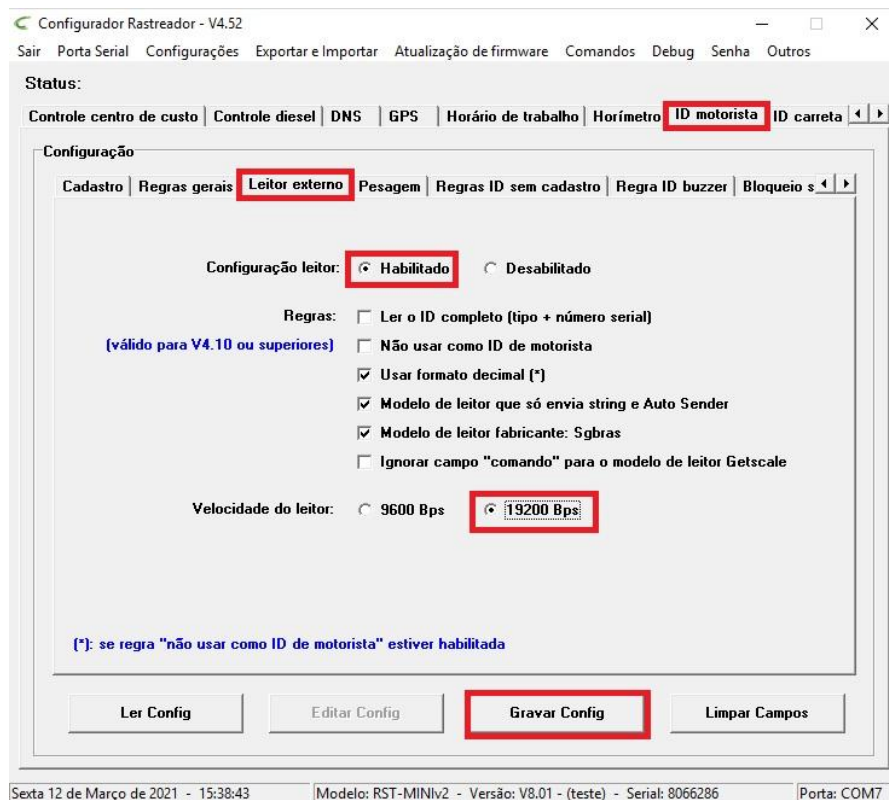 Configurador Rastreador - V4.52
Sair Porta Serial Configurações Exportar e Importar Atualização de firmware Comandos Debug Senha Outros
Status:
Controle centro de custo Controle diesel DNS GPS Horário de trabalho Horímetro ID motorista ID carreta
Configuração
Cadastro Regras gerais Leitor externo Pesagem Regras ID sem cadastro Regra ID buzzer Bloqueio s
Configuração leitor: Habilitado Desabilitado
Regras: Ler o ID completo (tipo + número serial)
(válido para V4.10 ou superiores) Não usar como ID de motorista
Usar formato decimal (*)
Modelo de leitor que só envia string e Auto Sender
Modelo de leitor fabricante: Sgbras
Ignorar campo "comando" para o modelo de leitor Getscale
Velocidade do leitor: 9600 Bps 19200 Bps
(*): se regra "não usar como ID de motorista" estiver habilitada
Ler Config Editar Config Gravar Config Limpar Campos
Sexta 12 de Março de 2021 - 15:38:43 Modelo: RST-MINIv2 - Versão: V8.01 - (teste) - Serial: 8066286 Porta: COM7